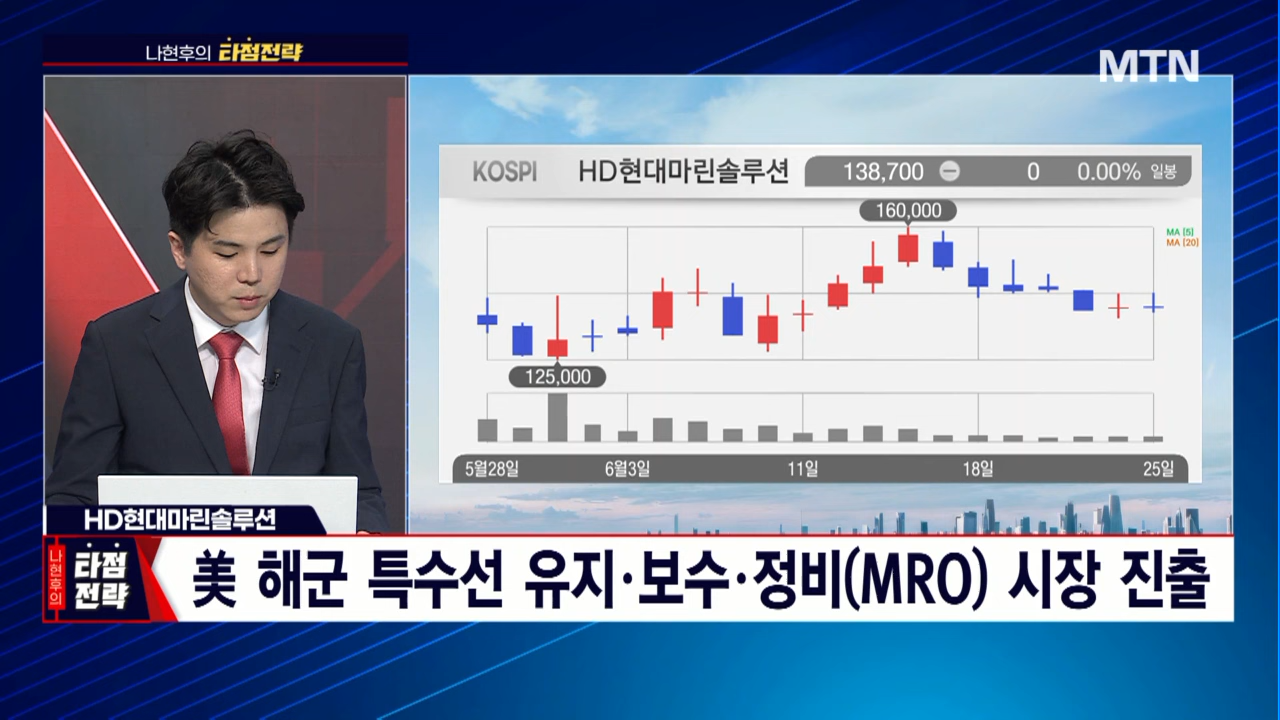 나현후의 타점전략
MTN
KOSPI HD현대마린솔루션 138,700 0 0.00% 일봉
160,000
MA [5]
MA [20]
125,000
5월28일 6월3일 11일 18일 25일
HD현대마린솔루션
나현후의 타점전략
美 해군 특수선 유지·보수·정비(MRO) 시장 진출